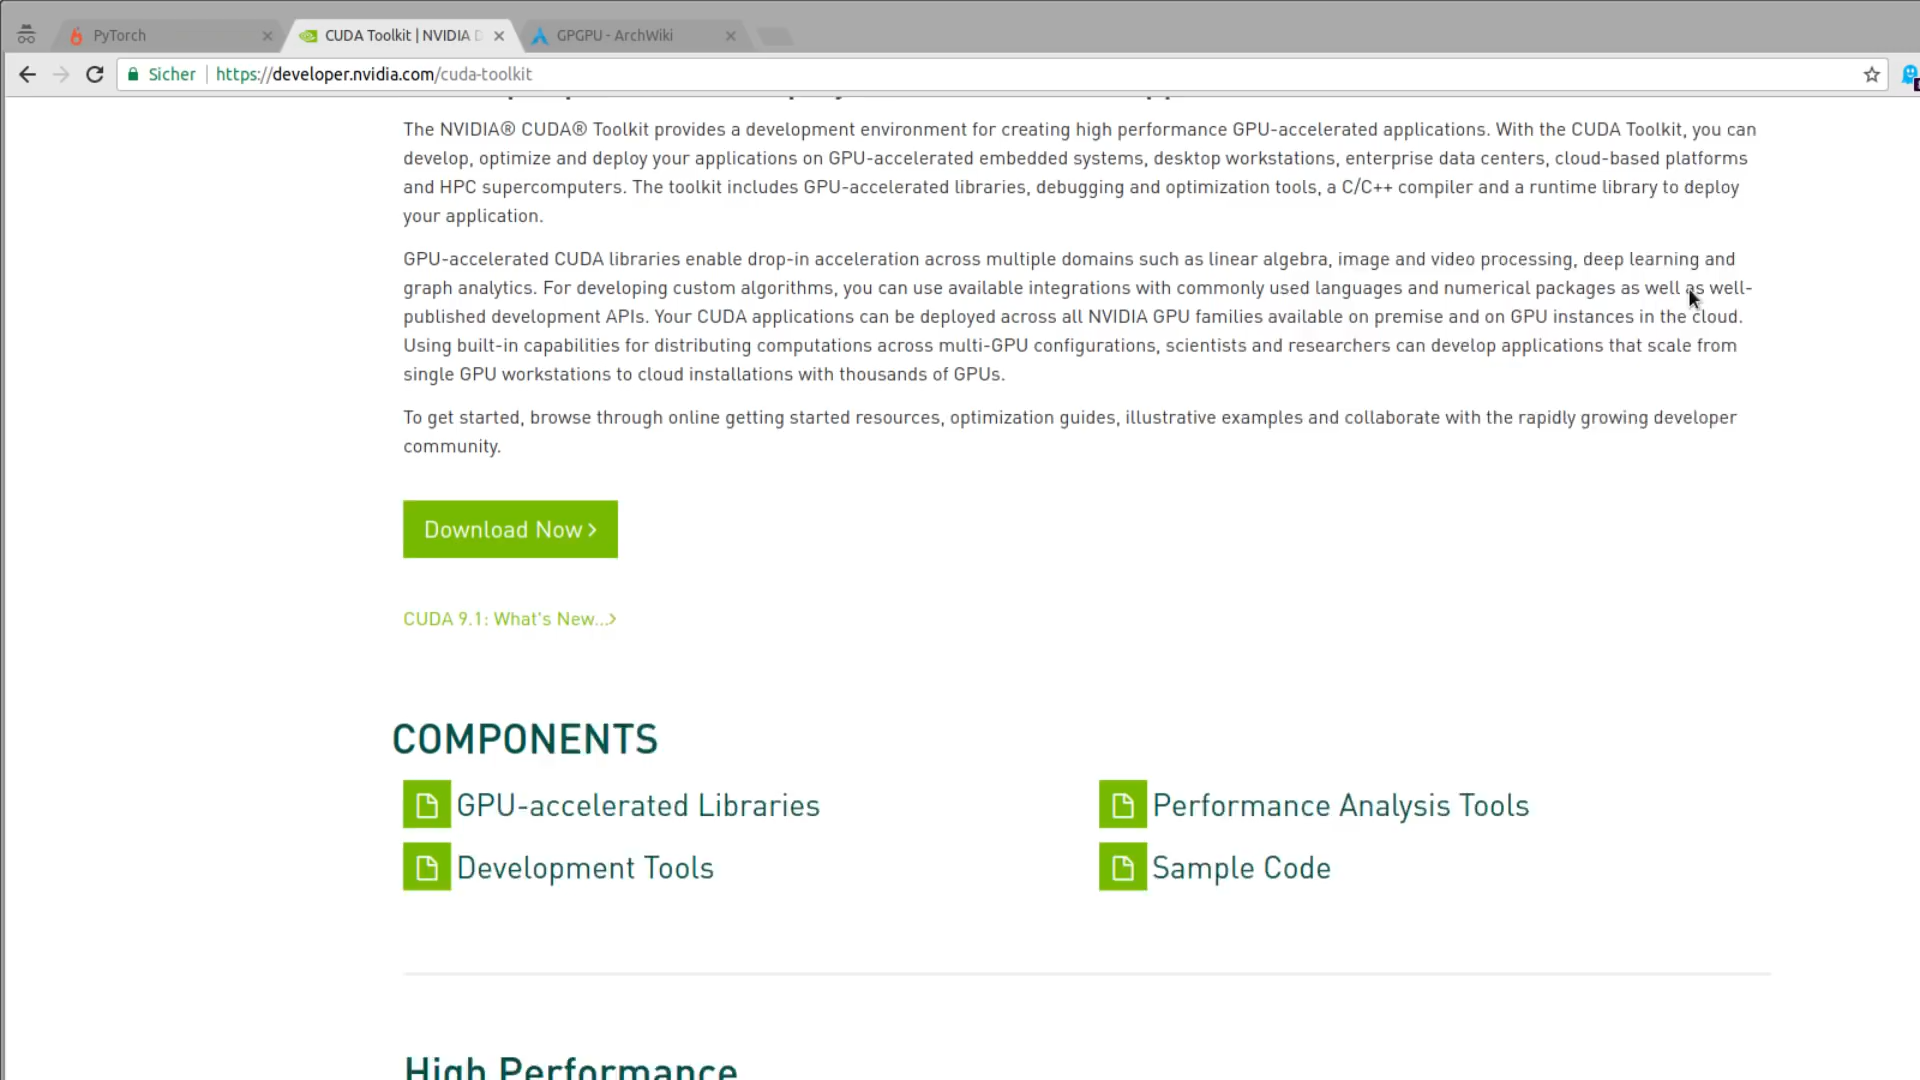 PyTorch
CUDA Toolkit | NVIDIA D
GPGPU - ArchWiki
Sicher
https://developer.nvidia.com/cuda-toolkit
The NVIDIA® CUDA® Toolkit provides a development environment for creating high performance GPU-accelerated applications. With the CUDA Toolkit, you can
develop, optimize and deploy your applications on GPU-accelerated embedded systems, desktop workstations, enterprise data centers, cloud-based platforms
and HPC supercomputers. The toolkit includes GPU-accelerated libraries, debugging and optimization tools, a C/C++ compiler and a runtime library to deploy
your application.
GPU-accelerated CUDA libraries enable drop-in acceleration across multiple domains such as linear algebra, image and video processing, deep learning and
graph analytics. For developing custom algorithms, you can use available integrations with commonly used languages and numerical packages as well as well-
published development APIs. Your CUDA applications can be deployed across all NVIDIA GPU families available on premise and on GPU instances in the cloud.
Using built-in capabilities for distributing computations across multi-GPU configurations, scientists and researchers can develop applications that scale from
single GPU workstations to cloud installations with thousands of GPUs.
To get started, browse through online getting started resources, optimization guides, illustrative examples and collaborate with the rapidly growing developer
community.
Download Now >
CUDA 9.1: What's New...>
COMPONENTS
GPU-accelerated Libraries
Performance Analysis Tools
Development Tools
Sample Code
High Performance